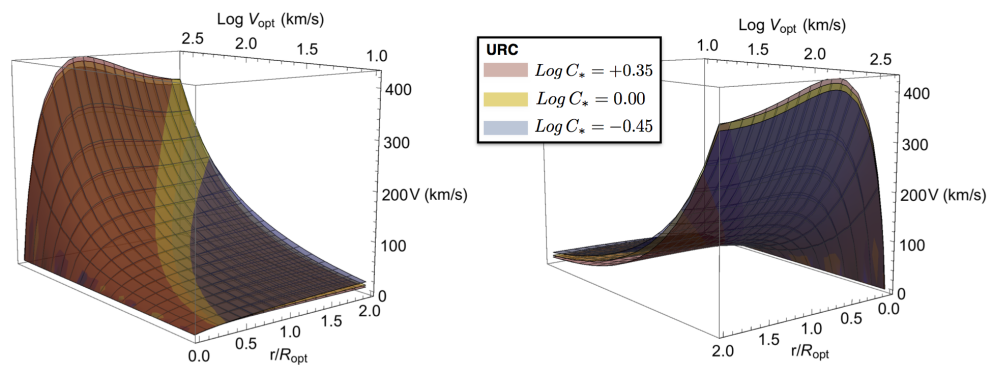 Log V_opt (km/s)
2.5 2.0 1.5 1.0
400
300
200 V (km/s)
100
0
0.0 0.5 1.0 1.5 2.0
r/R_opt
URC
Log C_* = +0.35
Log C_* = 0.00
Log C_* = −0.45
Log V_opt (km/s)
1.0 1.5 2.0 2.5
400
300
200 V (km/s)
100
0
2.0 1.5 1.0 0.5 0.0
r/R_opt